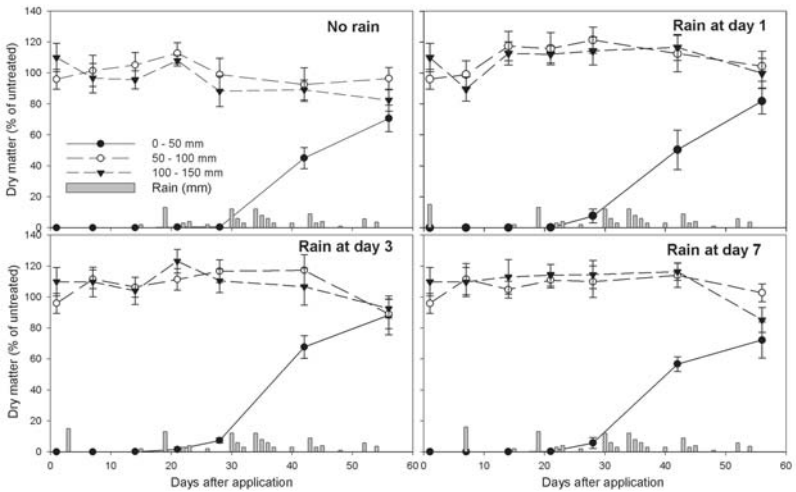 No rain
Rain at day 1
140
120
100
80
60
40
20
0
Dry matter (% of untreated)
0 - 50 mm
50 - 100 mm
100 - 150 mm
Rain (mm)
Rain at day 3
Rain at day 7
140
120
100
80
60
40
20
0
Dry matter (% of untreated)
0 10 20 30 40 50 60
0 10 20 30 40 50 60
Days after application
Days after application